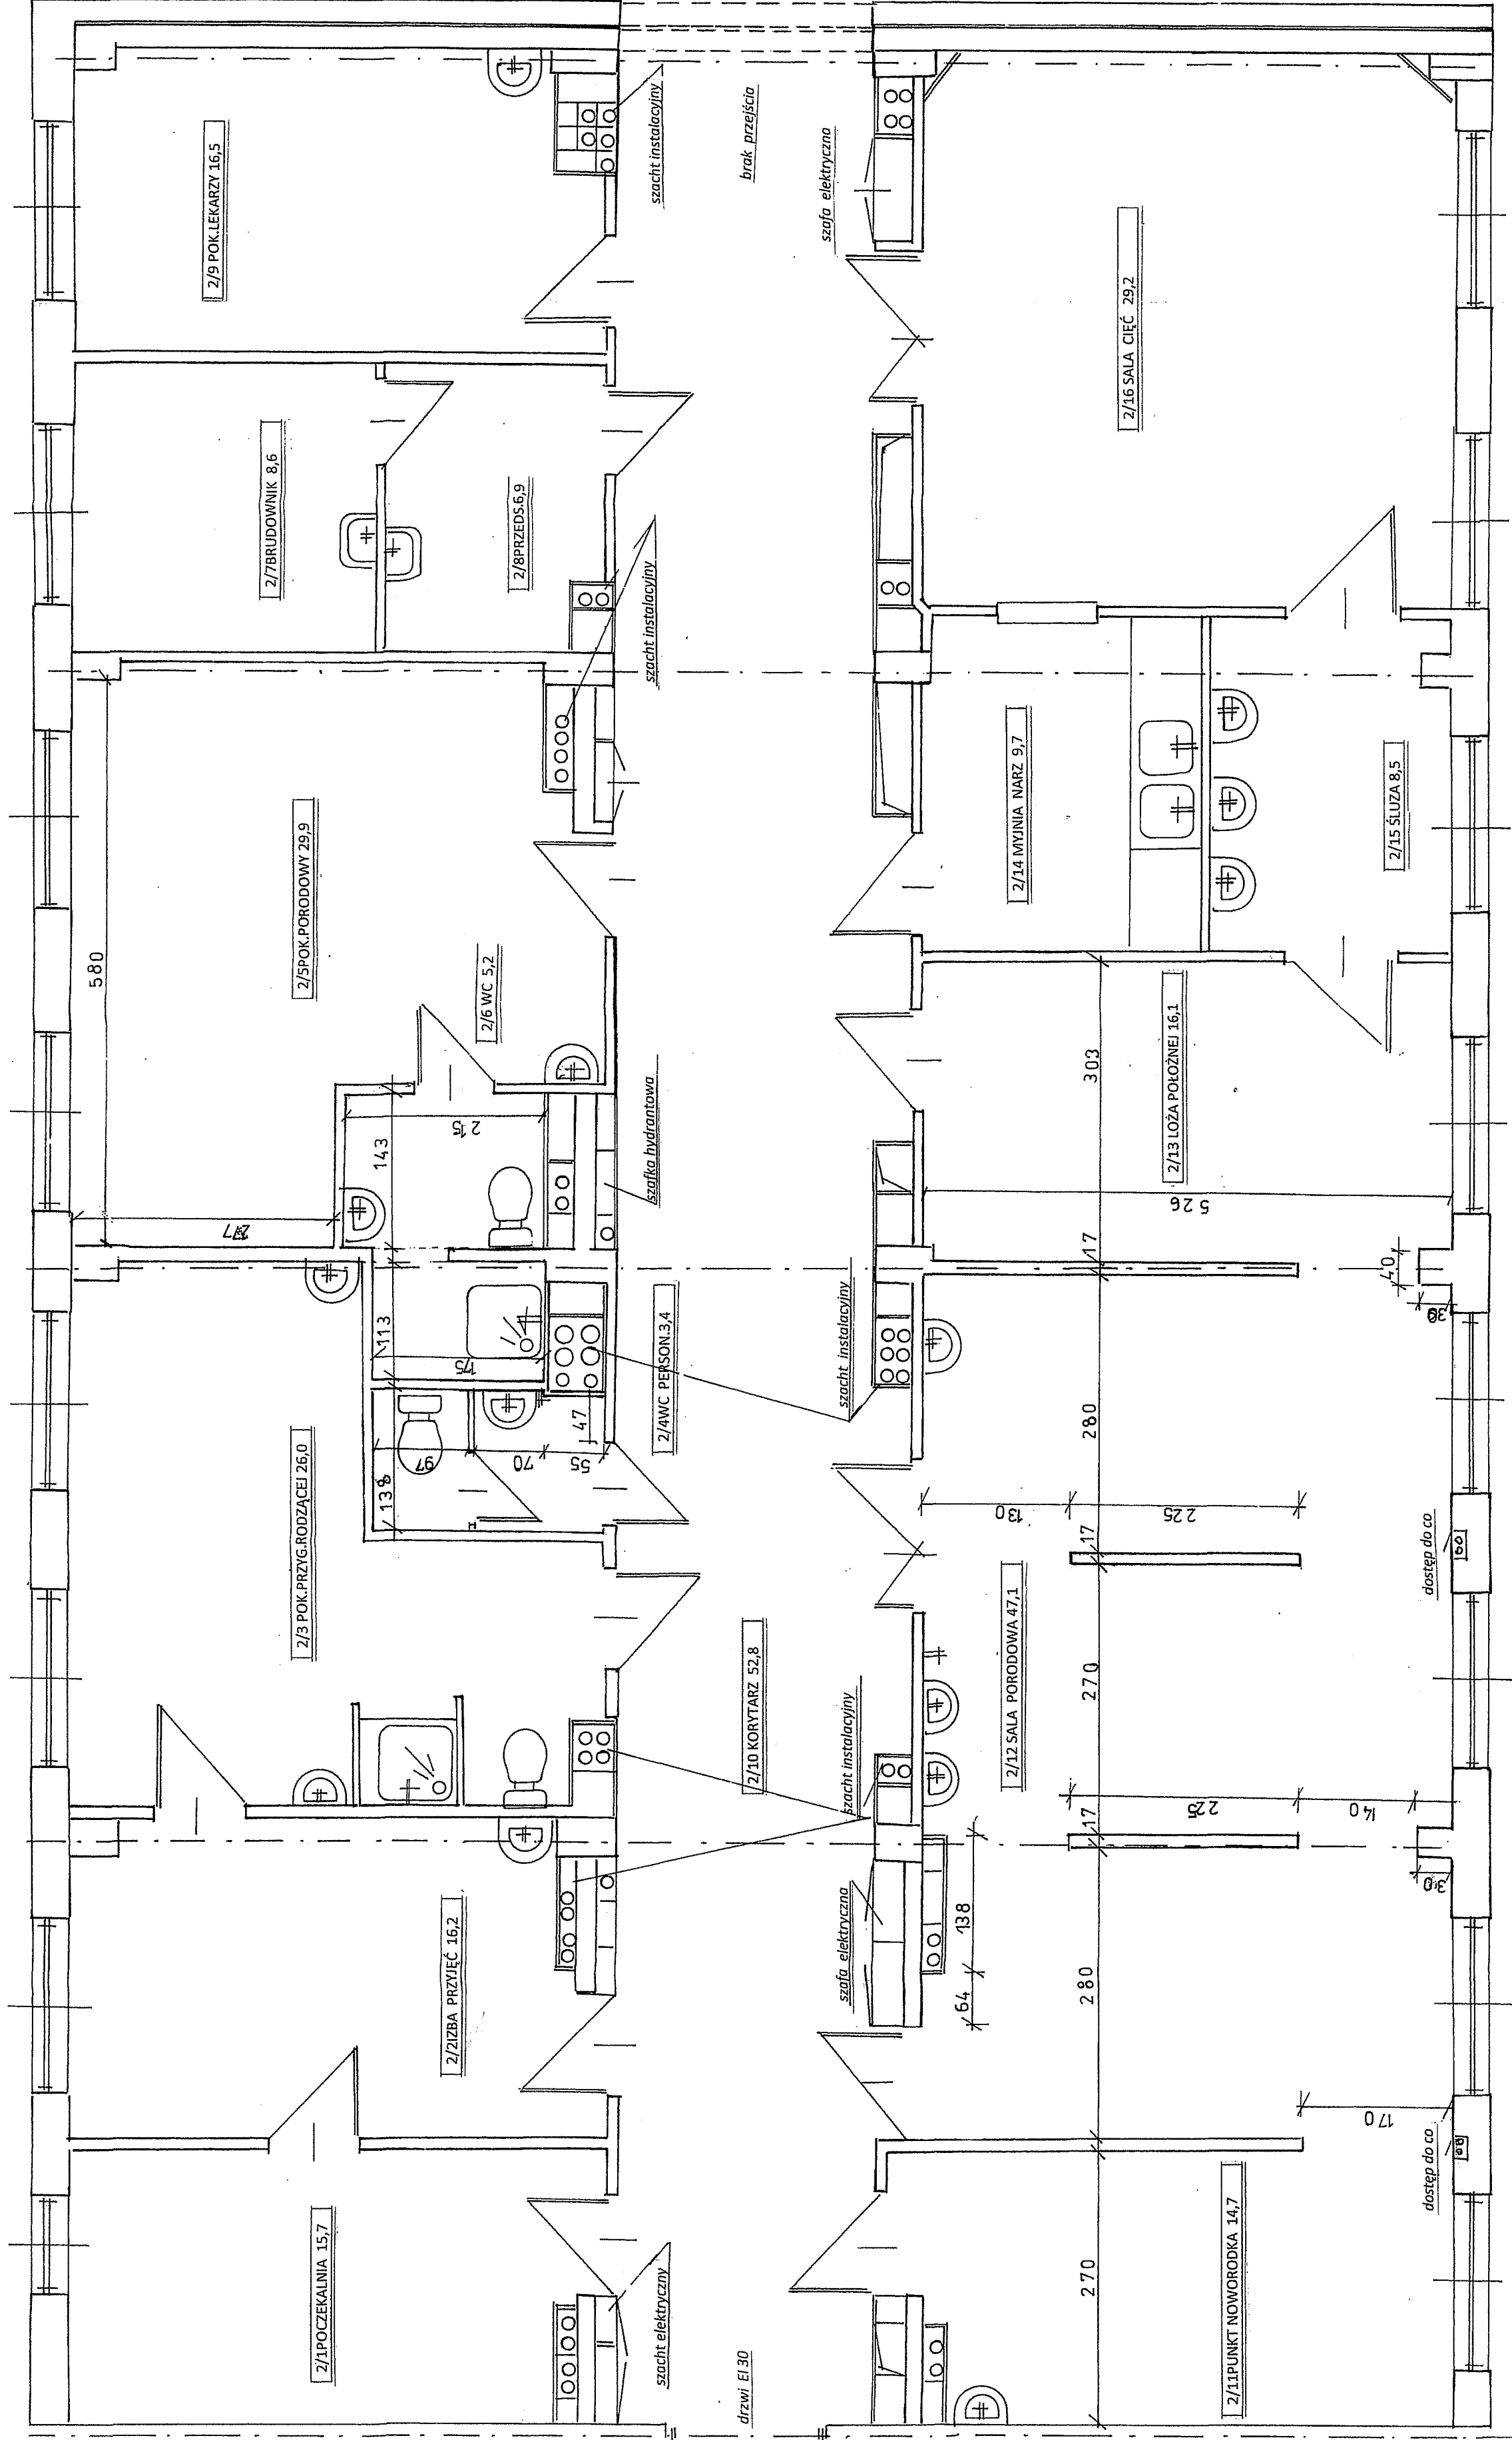 2/1POCZEKALNIA 15,7
2/2IZBA PRZYJĘĆ 16,2
2/3 POK.PRZYG.RODZĄCEJ 26,0
2/5POK.PORODOWY 29,9
2/6 WC 5,2
2/7BRUDOWNIK 8,6
2/8PRZEDS.6,9
2/9 POK.LEKARZY 16,5
580
277
215
143
113
175
138
97
70
55
47
szacht elektryczny
szafka hydrantowa
szacht instalacyjny
szacht instalacyjny
2/4WC PERSON.3,4
drzwi EI 30
2/10 KORYTARZ 52,8
brak przejścia
szafa elektryczna
szacht instalacyjny
szacht instalacyjny
szafa elektryczna
64
138
2/12 SALA PORODOWA 47,1
2/14 MYJNIA NARZ 9,7
2/16 SALA CIĘĆ 29,2
270
280
17
270
17
280
17
303
130
225
225
140
526
2/13 LOŻA POŁOŻNEJ 16,1
2/11PUNKT NOWORODKA 14,7
2/15 ŚLUZA 8,5
170
30
40
dostęp do co
dostęp do co